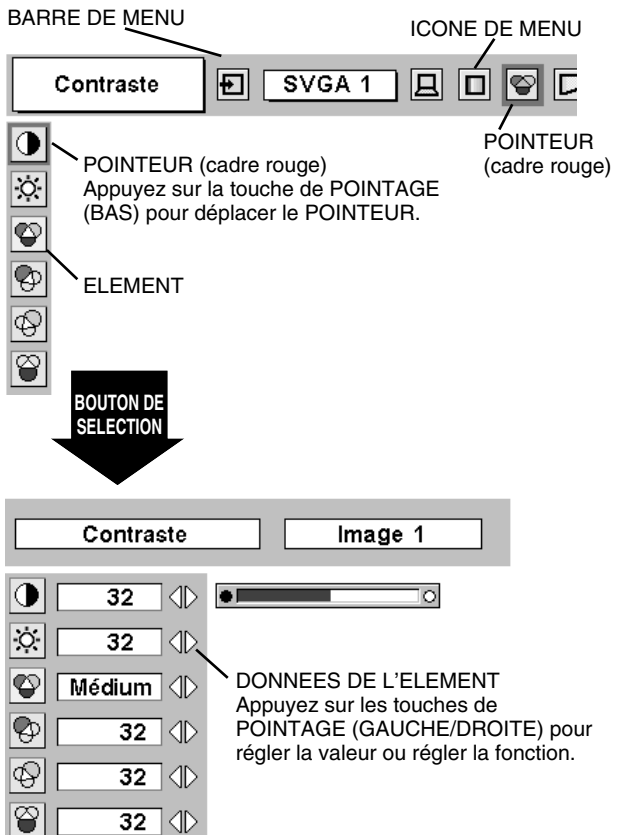 BARRE DE MENU
ICONE DE MENU
Contraste
SVGA 1
POINTEUR
(cadre rouge)
POINTEUR (cadre rouge)
Appuyez sur la touche de POINTAGE
(BAS) pour déplacer le POINTEUR.
ELEMENT
BOUTON DE
SELECTION
Contraste
Image 1
32
32
Médium
32
32
32
DONNEES DE L'ELEMENT
Appuyez sur les touches de
POINTAGE (GAUCHE/DROITE) pour
régler la valeur ou régler la fonction.